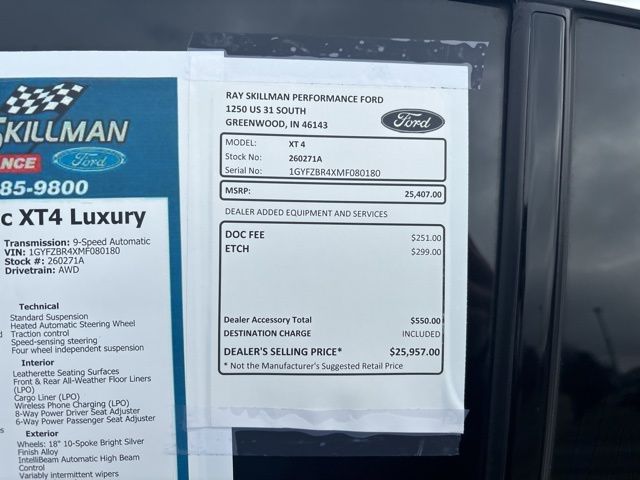 SKILLMAN
NCE Ford
85-9800
c XT4 Luxury
Transmission: 9-Speed Automatic
VIN: 1GYFZBR4XMF080180
Stock #: 260271A
Drivetrain: AWD
Technical
Standard Suspension
Heated Automatic Steering Wheel
Traction control
Speed-sensing steering
Four wheel independent suspension
Interior
Leatherette Seating Surfaces
Front & Rear All-Weather Floor Liners
(LPO)
Cargo Liner (LPO)
Wireless Phone Charging (LPO)
8-Way Power Driver Seat Adjuster
6-Way Power Passenger Seat Adjuster
Exterior
Wheels: 18" 10-Spoke Bright Silver
Finish Alloy
IntelliBeam Automatic High Beam
Control
Variably intermittent wipers
RAY SKILLMAN PERFORMANCE FORD
1250 US 31 SOUTH
GREENWOOD, IN 46143
Ford
MODEL: XT 4
Stock No: 260271A
Serial No: 1GYFZBR4XMF080180
MSRP: 25,407.00
DEALER ADDED EQUIPMENT AND SERVICES
DOC FEE $251.00
ETCH $299.00
Dealer Accessory Total $550.00
DESTINATION CHARGE INCLUDED
DEALER'S SELLING PRICE* $25,957.00
* Not the Manufacturer's Suggested Retail Price